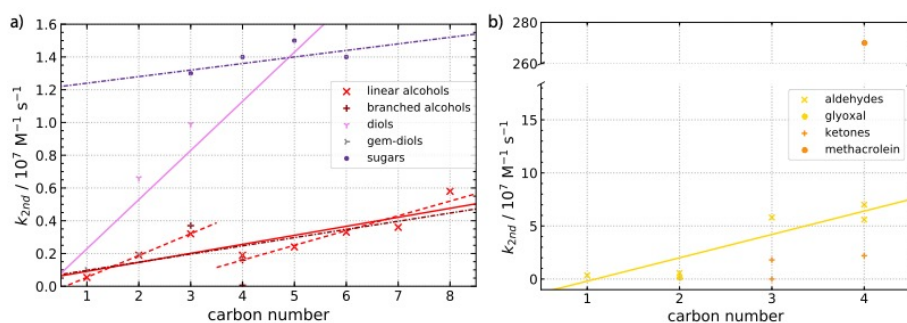 a)
k2nd / 10⁷ M⁻¹ s⁻¹
1.6
1.4
1.2
1.0
0.8
0.6
0.4
0.2
0.0
linear alcohols
branched alcohols
diols
gem-diols
sugars
1 2 3 4 5 6 7 8
carbon number
b)
k2nd / 10⁷ M⁻¹ s⁻¹
280
260
15
10
5
0
aldehydes
glyoxal
ketones
methacrolein
1 2 3 4
carbon number